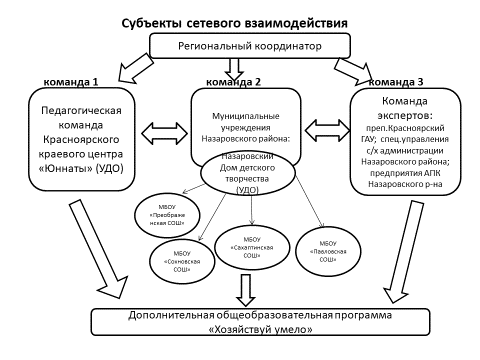 Субъекты сетевого взаимодействия
Региональный координатор
команда 1
команда 2
команда 3
Педагогическая
команда
Красноярского
краевого центра
«Юннаты» (УДО)
Муниципальные
учреждения
Назаровского района:
Назаровский
Дом детского
творчества
(УДО)
Команда
экспертов:
преп.Красноярский
ГАУ; спец.управления
с/х администрации
Назаровского района;
предприятия АПК
Назаровского р-на
МБОУ
«Преображе
нская СОШ»
МБОУ
«Сохновская
СОШ»
МБОУ
«Сахаптинская
СОШ»
МБОУ
«Павловская
СОШ»
Дополнительная общеобразовательная программа
«Хозяйствуй умело»